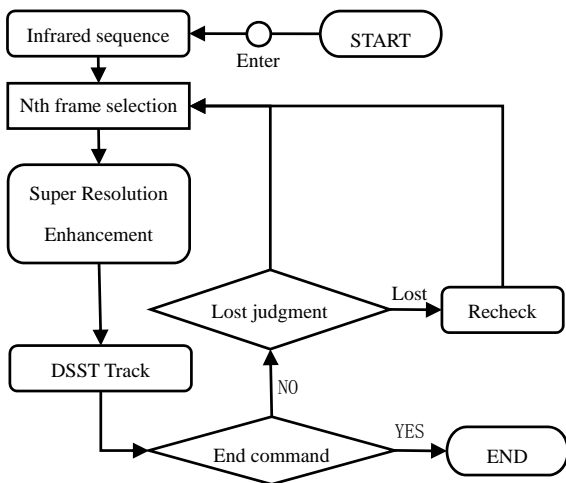 Infrared sequence
START
Enter
Nth frame selection
Super Resolution
Enhancement
Lost judgment
Lost
Recheck
DSST Track
NO
End command
YES
END